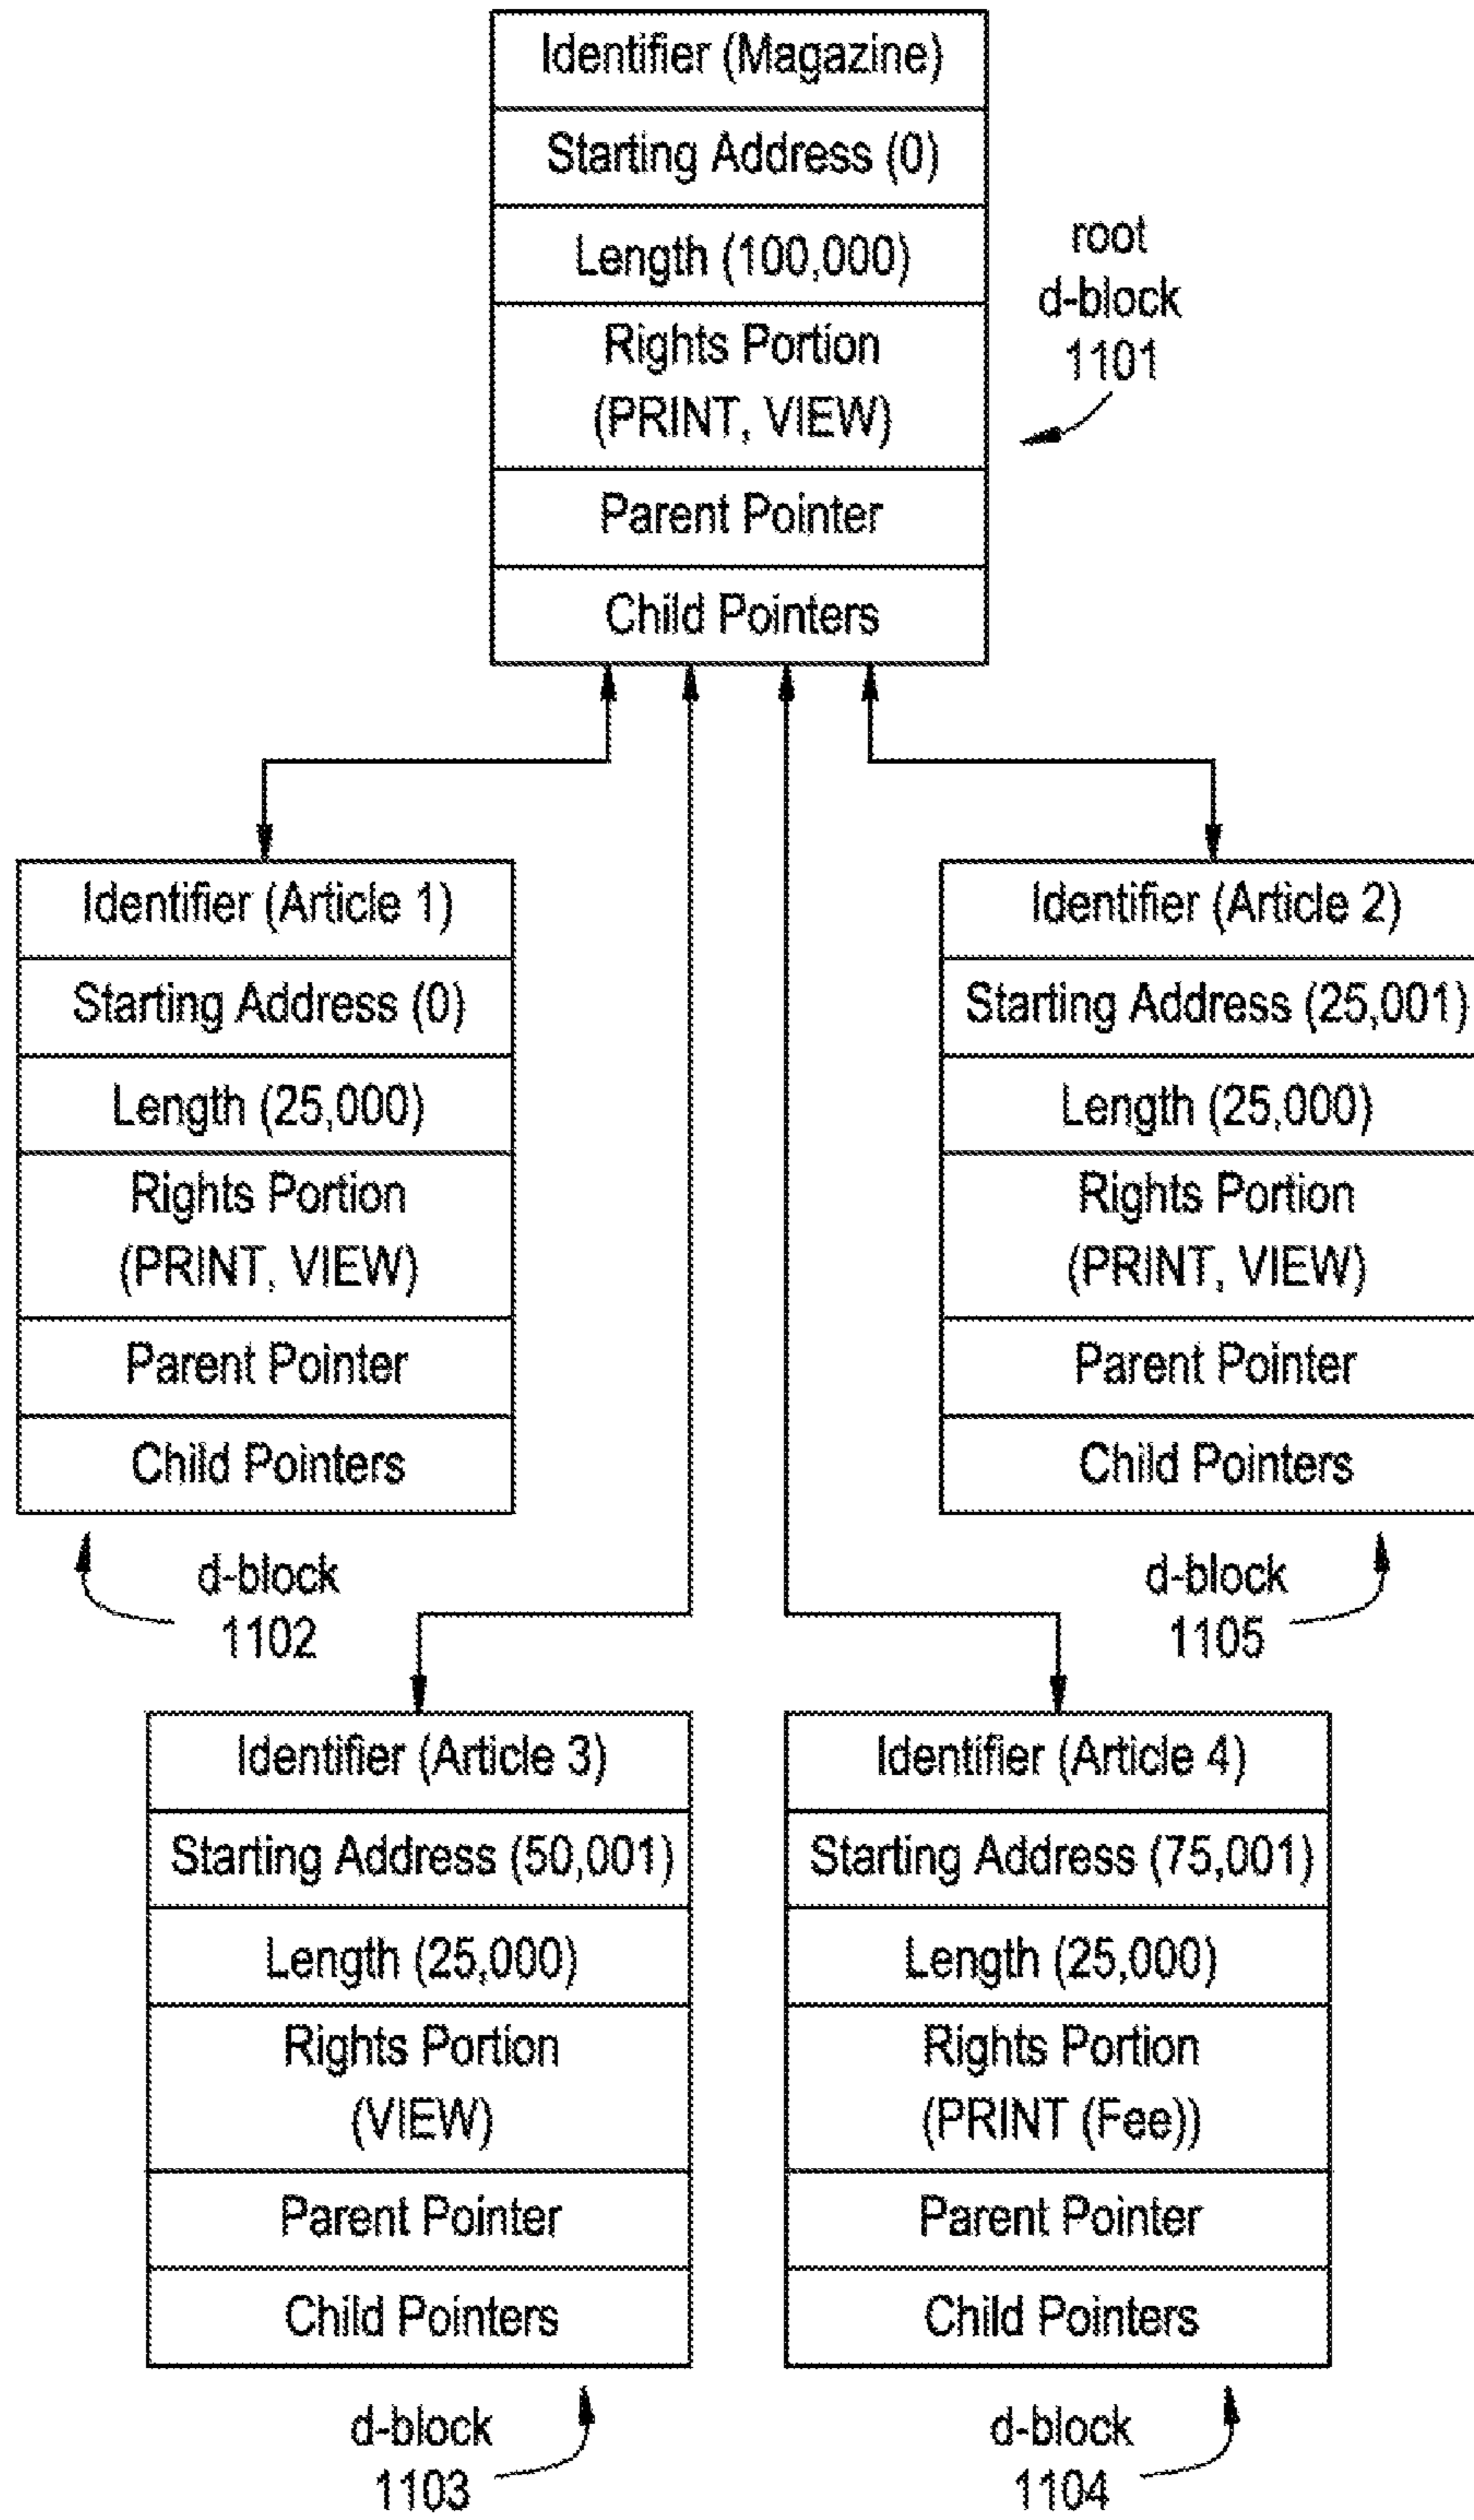 Identifier (Magazine)
Starting Address (0)
Length (100,000)
Rights Portion
(PRINT, VIEW)
Parent Pointer
Child Pointers
root
d-block
1101
Identifier (Article 1)
Starting Address (0)
Length (25,000)
Rights Portion
(PRINT, VIEW)
Parent Pointer
Child Pointers
d-block
1102
Identifier (Article 2)
Starting Address (25,001)
Length (25,000)
Rights Portion
(PRINT, VIEW)
Parent Pointer
Child Pointers
d-block
1105
Identifier (Article 3)
Starting Address (50,001)
Length (25,000)
Rights Portion
(VIEW)
Parent Pointer
Child Pointers
d-block
1103
Identifier (Article 4)
Starting Address (75,001)
Length (25,000)
Rights Portion
(PRINT (Fee))
Parent Pointer
Child Pointers
d-block
1104